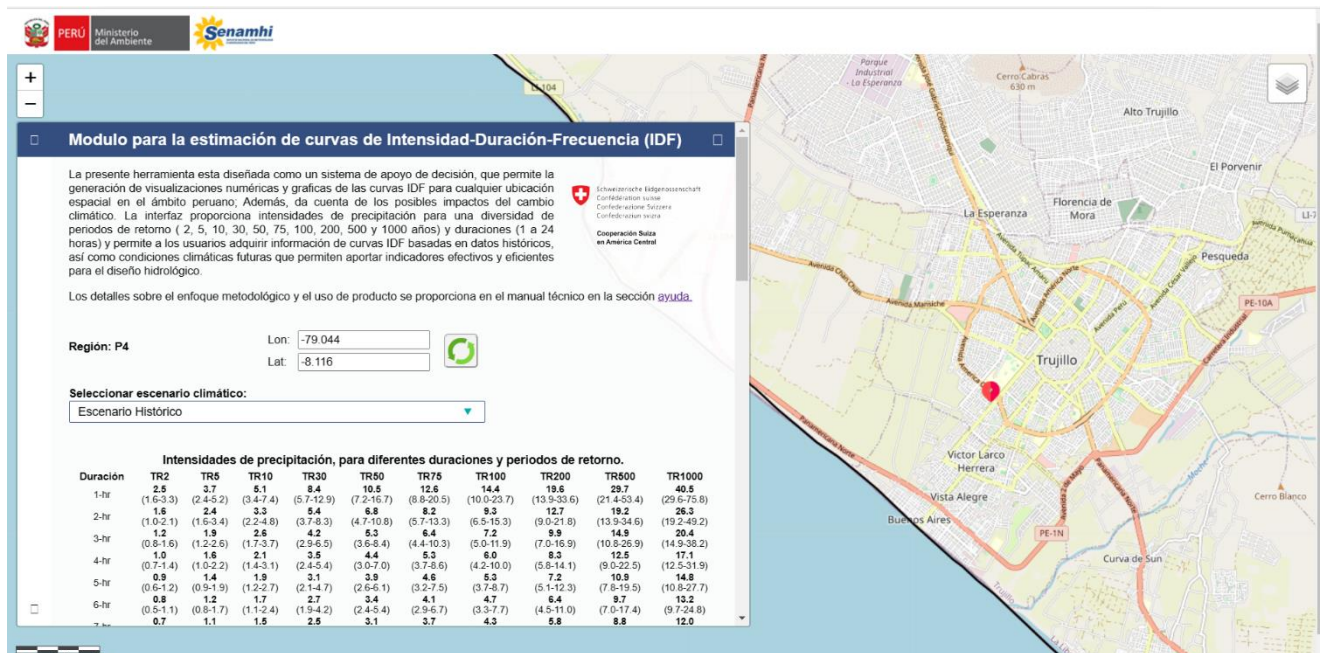 PERÚ
Ministerio
del Ambiente
Senamhi
+
−
Modulo para la estimación de curvas de Intensidad-Duración-Frecuencia (IDF)
La presente herramienta esta diseñada como un sistema de apoyo de decisión, que permite la
generación de visualizaciones numéricas y graficas de las curvas IDF para cualquier ubicación
espacial en el ámbito peruano; Además, da cuenta de los posibles impactos del cambio
climático. La interfaz proporciona intensidades de precipitación para una diversidad de
periodos de retorno ( 2, 5, 10, 30, 50, 75, 100, 200, 500 y 1000 años) y duraciones (1 a 24
horas) y permite a los usuarios adquirir información de curvas IDF basadas en datos históricos,
así como condiciones climáticas futuras que permiten aportar indicadores efectivos y eficientes
para el diseño hidrológico.
Schweizerische Eidgenossenschaft
Confédération suisse
Confederazione Svizzera
Confederaziun svizra
Cooperación Suiza
en América Central
Los detalles sobre el enfoque metodológico y el uso de producto se proporciona en el manual técnico en la sección ayuda.
Región: P4
Lon: -79.044
Lat: -8.116
Seleccionar escenario climático:
Escenario Histórico
Intensidades de precipitación, para diferentes duraciones y periodos de retorno.
Duración TR2 TR5 TR10 TR30 TR50 TR75 TR100 TR200 TR500 TR1000
1-hr 2.5 3.7 5.1 8.4 10.5 12.6 14.4 19.6 29.7 40.5
(1.6-3.3) (2.4-5.2) (3.4-7.4) (5.7-12.9) (7.2-16.7) (8.8-20.5) (10.0-23.7) (13.9-33.6) (21.4-53.4) (29.6-75.8)
2-hr 1.6 2.4 3.3 5.4 6.8 8.2 9.3 12.7 19.2 26.3
(1.0-2.1) (1.6-3.4) (2.2-4.8) (3.7-8.3) (4.7-10.8) (5.7-13.3) (6.5-15.3) (9.0-21.8) (13.9-34.6) (19.2-49.2)
3-hr 1.2 1.9 2.6 4.2 5.3 6.4 7.2 9.9 14.9 20.4
(0.8-1.6) (1.2-2.6) (1.7-3.7) (2.9-6.5) (3.6-8.4) (4.4-10.3) (5.0-11.9) (7.0-16.9) (10.8-26.9) (14.9-38.2)
4-hr 1.0 1.6 2.1 3.5 4.4 5.3 6.0 8.3 12.5 17.1
(0.7-1.4) (1.0-2.2) (1.4-3.1) (2.4-5.4) (3.0-7.0) (3.7-8.6) (4.2-10.0) (5.8-14.1) (9.0-22.5) (12.5-31.9)
5-hr 0.9 1.4 1.9 3.1 3.9 4.6 5.3 7.2 10.9 14.8
(0.6-1.2) (0.9-1.9) (1.2-2.7) (2.1-4.7) (2.6-6.1) (3.2-7.5) (3.7-8.7) (5.1-12.3) (7.8-19.5) (10.8-27.7)
6-hr 0.8 1.2 1.7 2.7 3.4 4.1 4.7 6.4 9.7 13.2
(0.5-1.1) (0.8-1.7) (1.1-2.4) (1.9-4.2) (2.4-5.4) (2.9-6.7) (3.3-7.7) (4.5-11.0) (7.0-17.4) (9.7-24.8)
7-hr 0.7 1.1 1.5 2.5 3.1 3.7 4.3 5.8 8.8 12.0
LI-104
Parque
Industrial
- La Esperanza
Cerro Cabras
630 m
Alto Trujillo
El Porvenir
Florencia de
Mora
La Esperanza
Pesqueda
PE-10A
Avenida Chan Chan
Avenida Mansiche
Avenida José Gabriel Condorcanqui
Avenida Túpac Amaru
Avenida América Norte
Avenida Perú
Carretera Industrial
Trujillo
Victor Larco
Herrera
Vista Alegre
Buenos Aires
Panamericana Norte
Avenida 2 de Mayo
PE-1N
Río Moche
Cerro Blanco
Curva de Sun